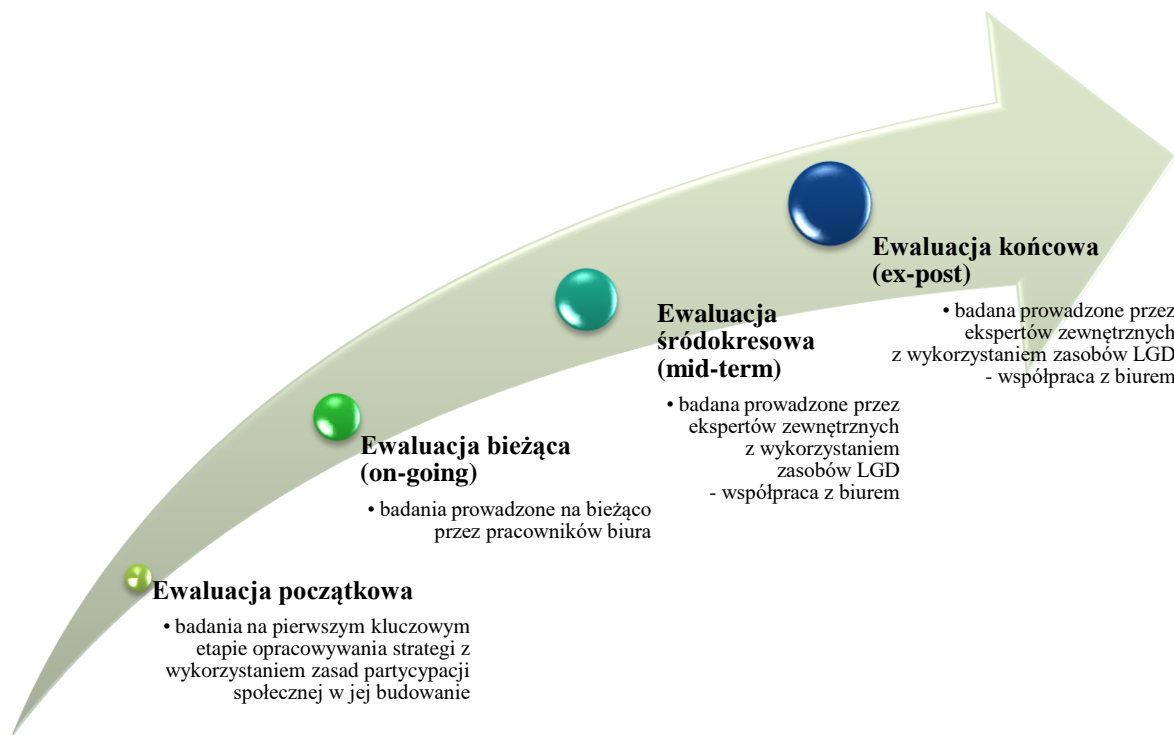 Ewaluacja początkowa
• badania na pierwszym kluczowym
etapie opracowywania strategi z
wykorzystaniem zasad partycypacji
społecznej w jej budowanie
Ewaluacja bieżąca
(on-going)
• badania prowadzone na bieżąco
przez pracowników biura
Ewaluacja
śródokresowa
(mid-term)
• badana prowadzone przez
ekspertów zewnętrznych
z wykorzystaniem
zasobów LGD
- współpraca z biurem
Ewaluacja końcowa
(ex-post)
• badana prowadzone przez
ekspertów zewnętrznych
z wykorzystaniem zasobów LGD
- współpraca z biurem